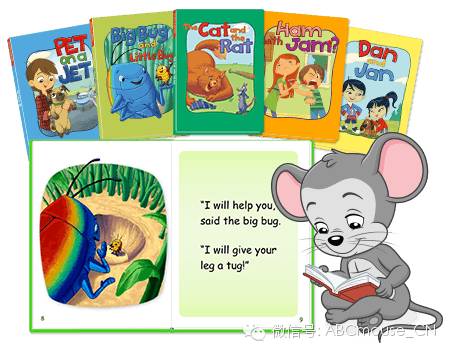 PET
on a
JET
Big Bug
and
Little Bug
The
Cat and
and the
Rat
Ham
with
Jam?
Dan
and
Jan
"I will help you,
said the big bug.
"I will give your
leg a tug!"
8
9
微信号: ABCmouse_CN